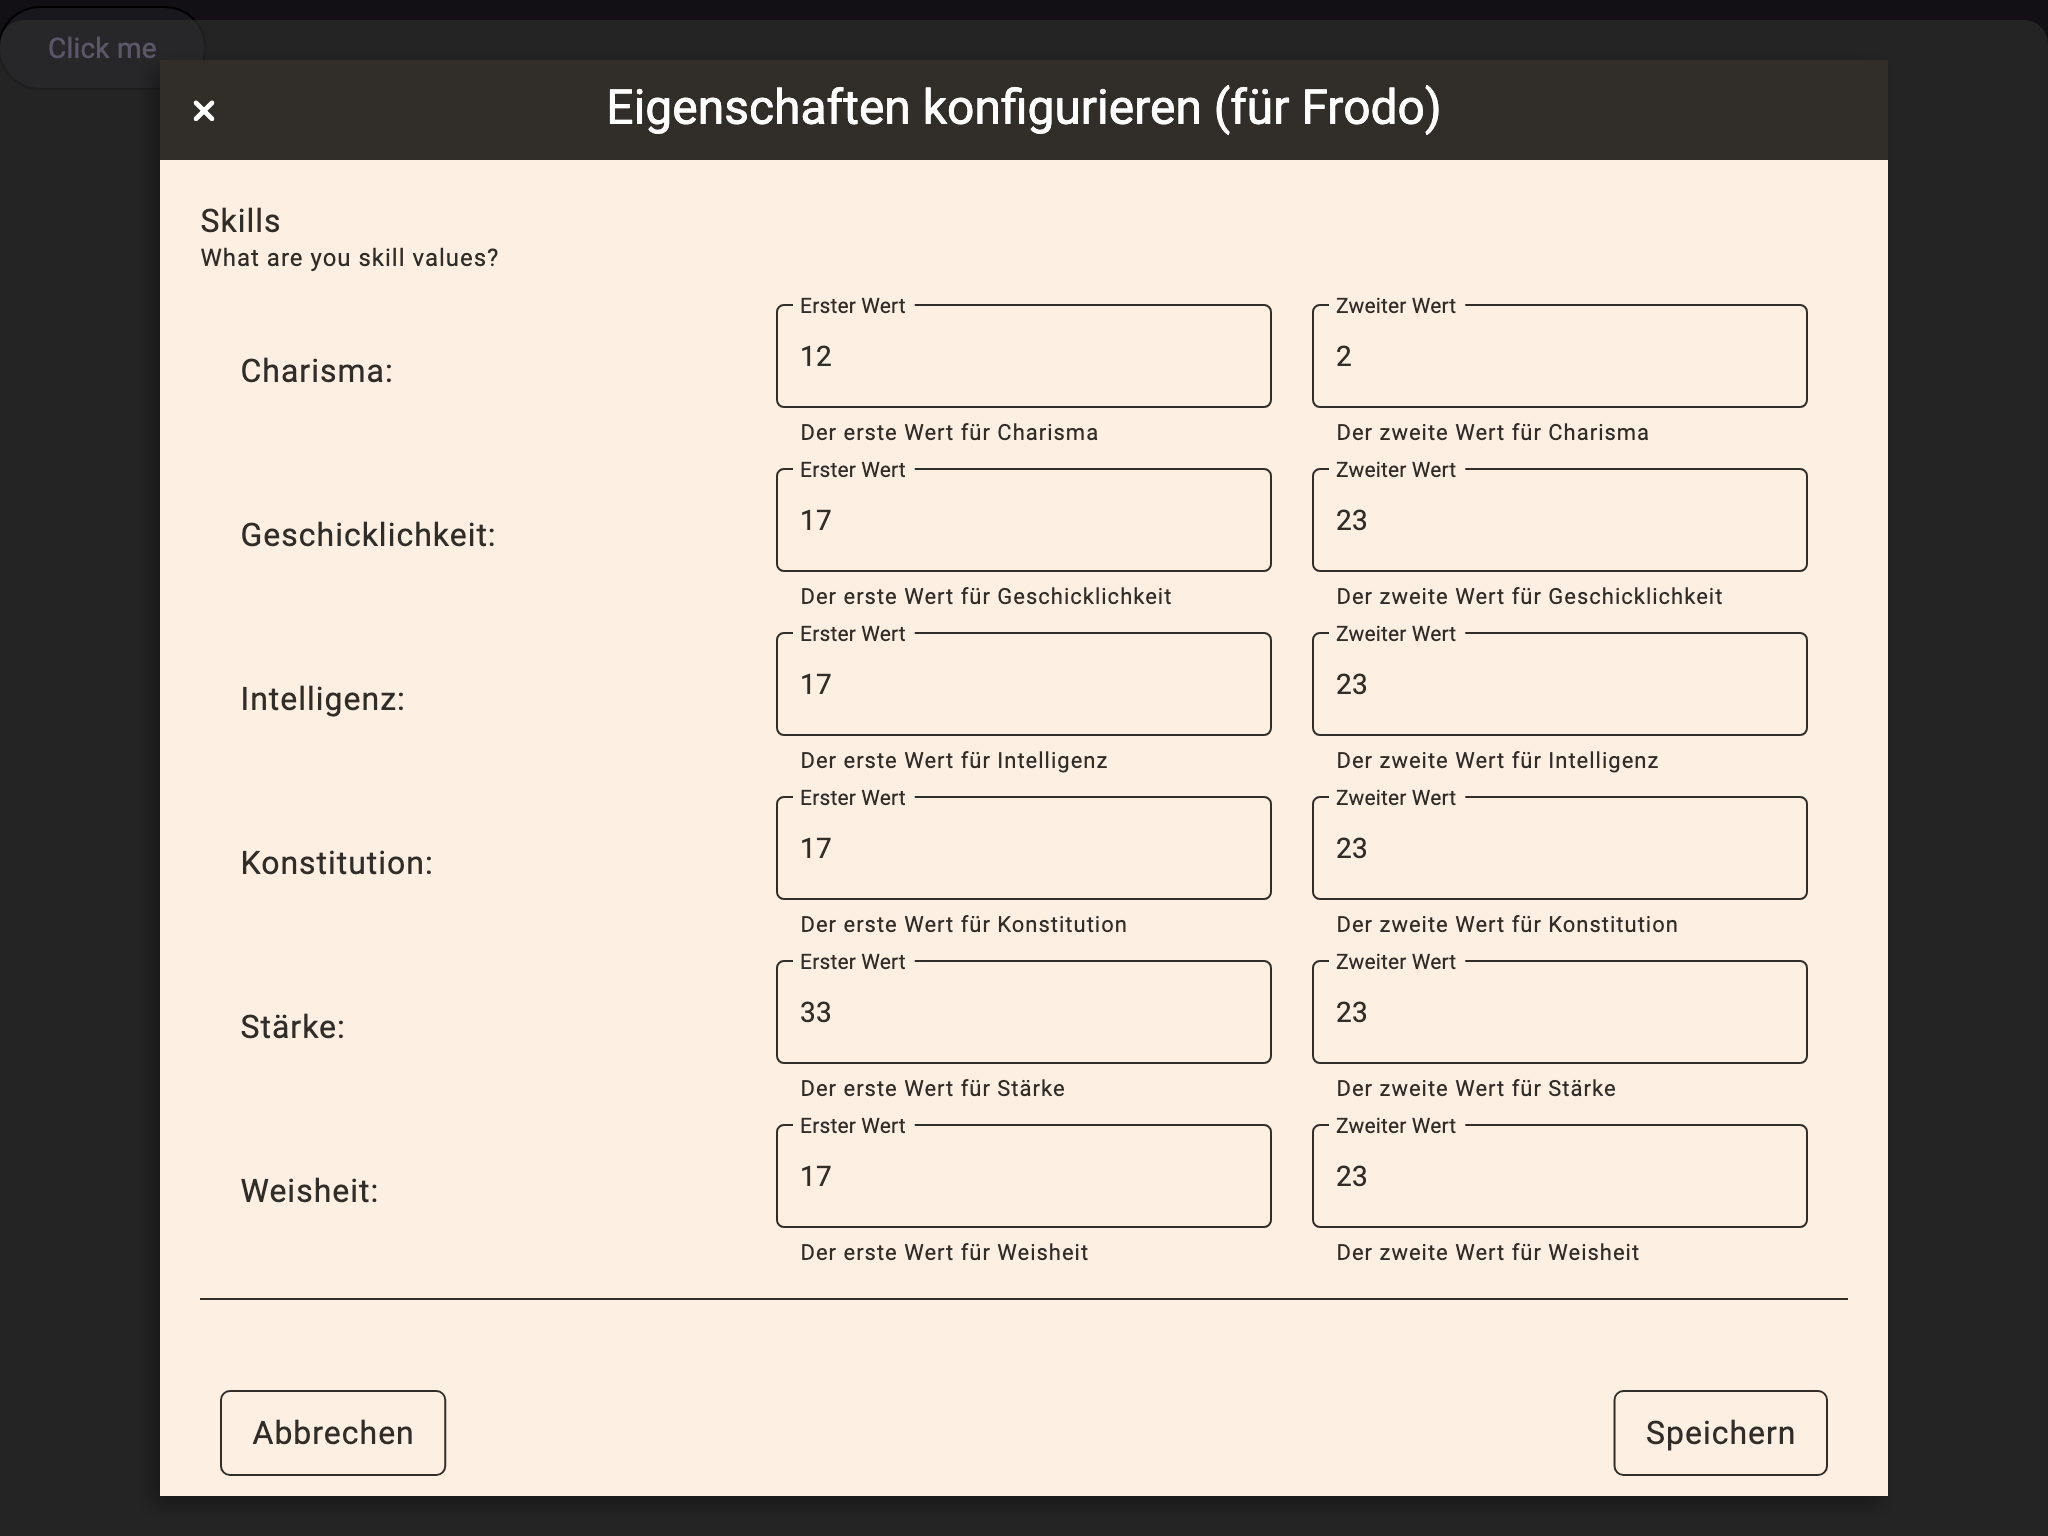 Click me
Eigenschaften konfigurieren (für Frodo)
Skills
What are you skill values?
Erster Wert Zweiter Wert
Charisma: 12 2
Der erste Wert für Charisma Der zweite Wert für Charisma
Erster Wert Zweiter Wert
Geschicklichkeit: 17 23
Der erste Wert für Geschicklichkeit Der zweite Wert für Geschicklichkeit
Erster Wert Zweiter Wert
Intelligenz: 17 23
Der erste Wert für Intelligenz Der zweite Wert für Intelligenz
Erster Wert Zweiter Wert
Konstitution: 17 23
Der erste Wert für Konstitution Der zweite Wert für Konstitution
Erster Wert Zweiter Wert
Stärke: 33 23
Der erste Wert für Stärke Der zweite Wert für Stärke
Erster Wert Zweiter Wert
Weisheit: 17 23
Der erste Wert für Weisheit Der zweite Wert für Weisheit
Abbrechen Speichern